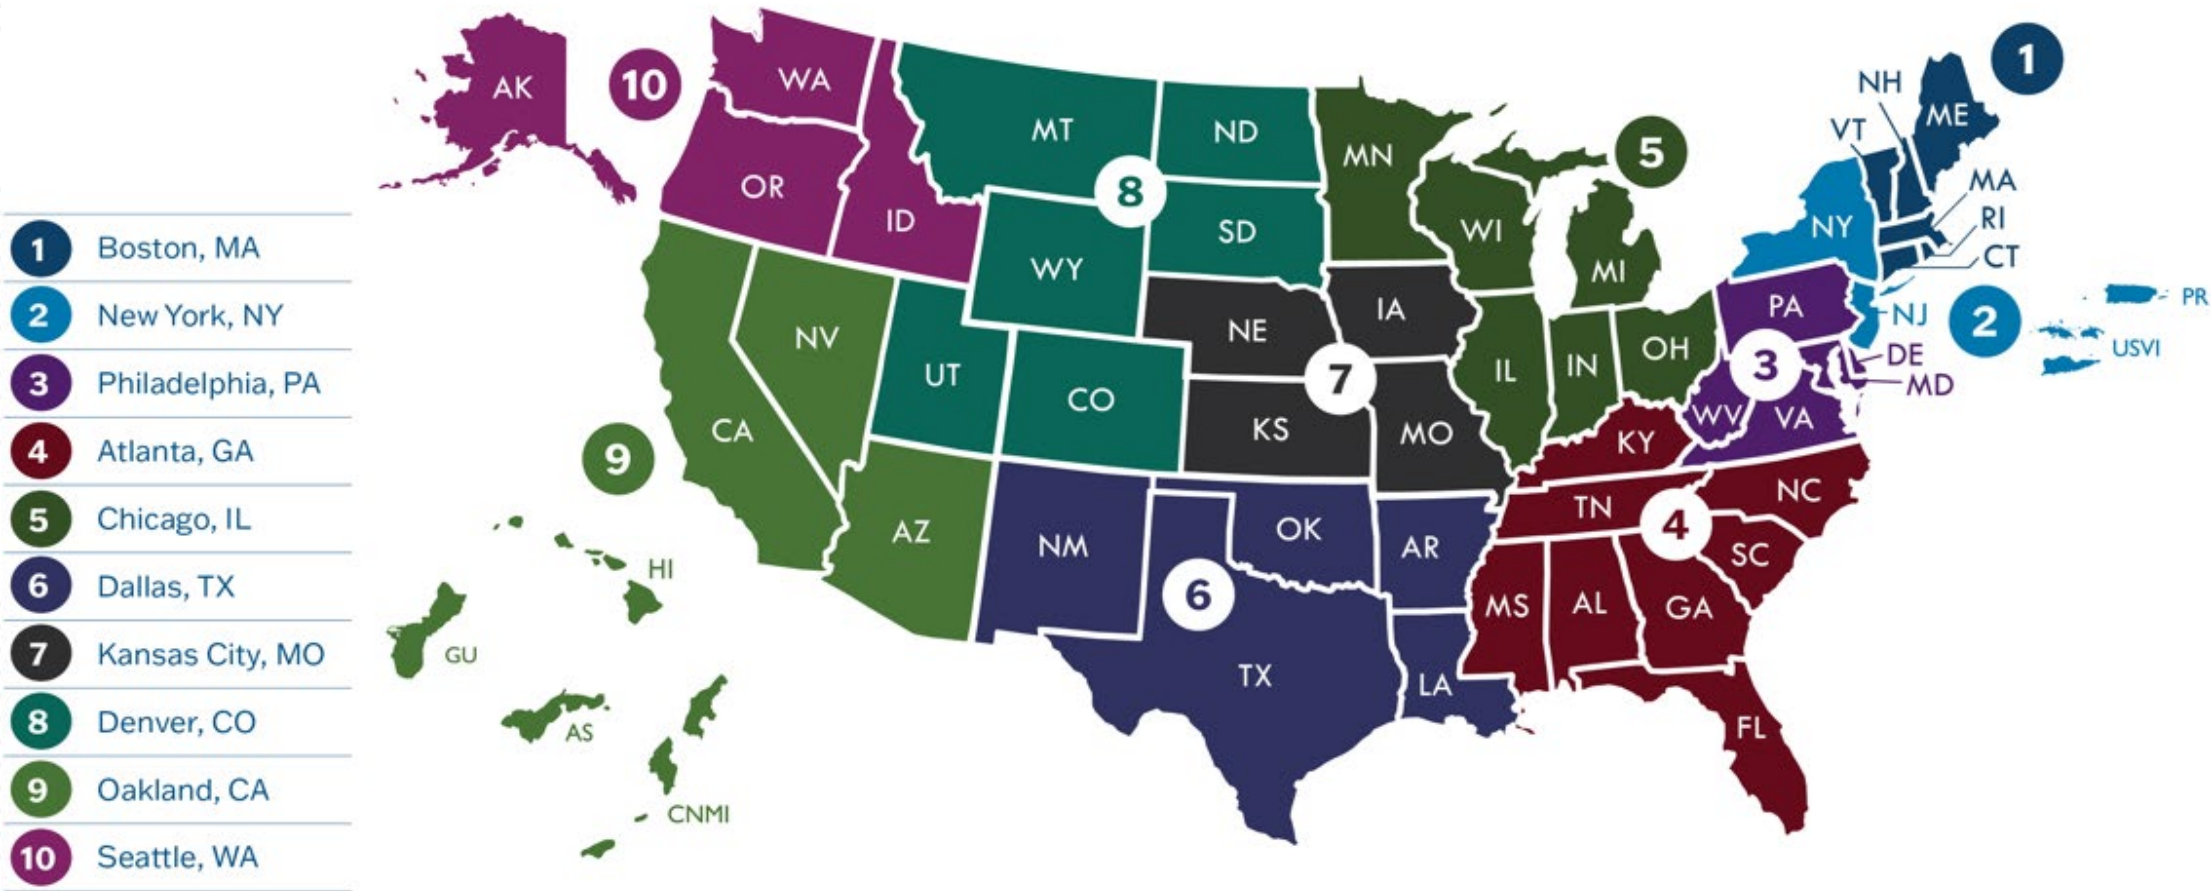 1 Boston, MA
2 New York, NY
3 Philadelphia, PA
4 Atlanta, GA
5 Chicago, IL
6 Dallas, TX
7 Kansas City, MO
8 Denver, CO
9 Oakland, CA
10 Seattle, WA
AK
10
WA
OR
ID
MT
ND
8
SD
WY
UT
CO
MN
5
WI
MI
IL
IN
OH
NH
ME
1
VT
MA
RI
CT
NY
NJ
2
PR
USVI
PA
3
DE
MD
WV
VA
NE
IA
7
KS
MO
CA
NV
9
AZ
HI
GU
AS
CNMI
NM
OK
AR
6
TX
LA
KY
TN
NC
4
SC
MS
AL
GA
FL